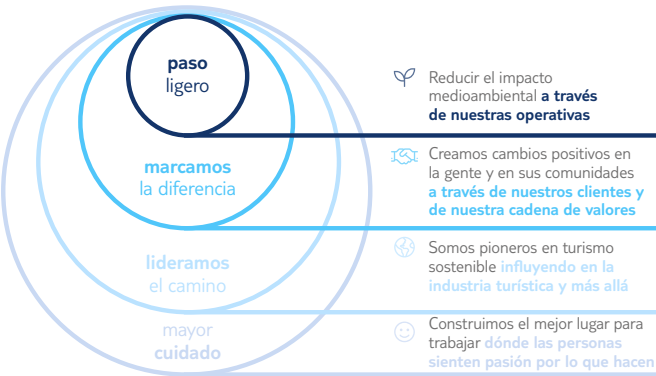 paso
ligero
Reducir el impacto
medioambiental a través
de nuestras operativas
marcamos
la diferencia
Creamos cambios positivos en
la gente y en sus comunidades
a través de nuestros clientes y
de nuestra cadena de valores
lideramos
el camino
Somos pioneros en turismo
sostenible influyendo en la
industria turística y más allá
mayor
cuidado
Construimos el mejor lugar para
trabajar dónde las personas
sienten pasión por lo que hacen